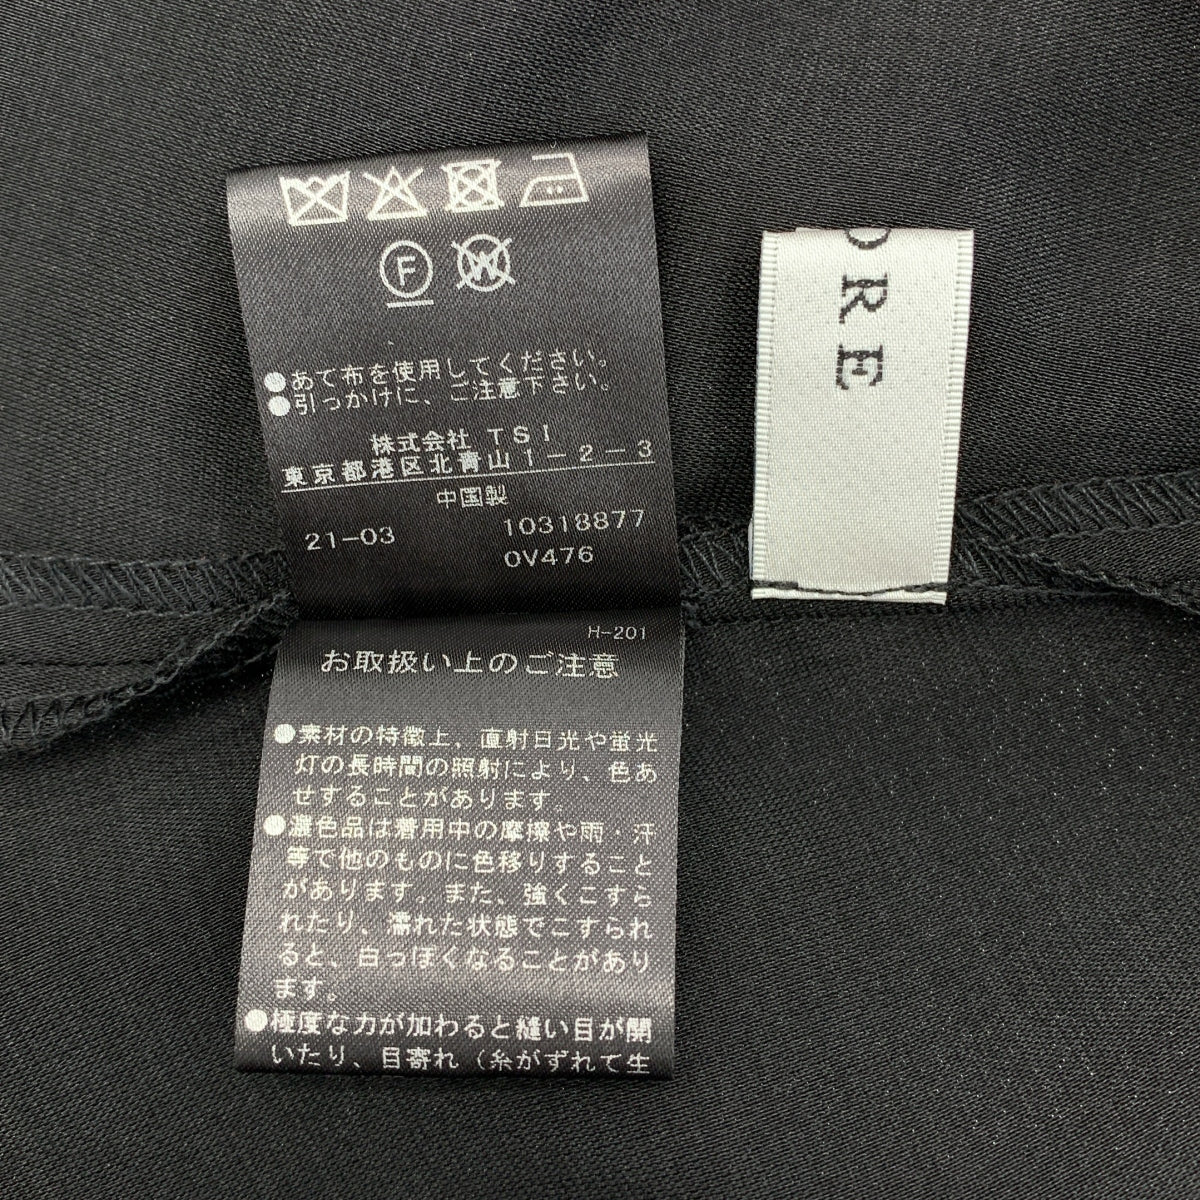 F W
●あて布を使用してください。
●引っかけに、ご注意下さい。
株式会社 TSI
東京都港区北青山1-2-3
中国製
21-03 10318877
0V476
H-201
お取扱い上のご注意
●素材の特徴上、直射日光や蛍光
灯の長時間の照射により、色あ
せすることがあります。
●濃色品は着用中の摩擦や雨・汗
等で他のものに色移りすること
があります。また、強くこすら
れたり、濡れた状態でこすられ
ると、白っぽくなることがあり
ます。
●極度な力が加わると縫い目が開
いたり、目寄れ（糸がずれて生
ORE